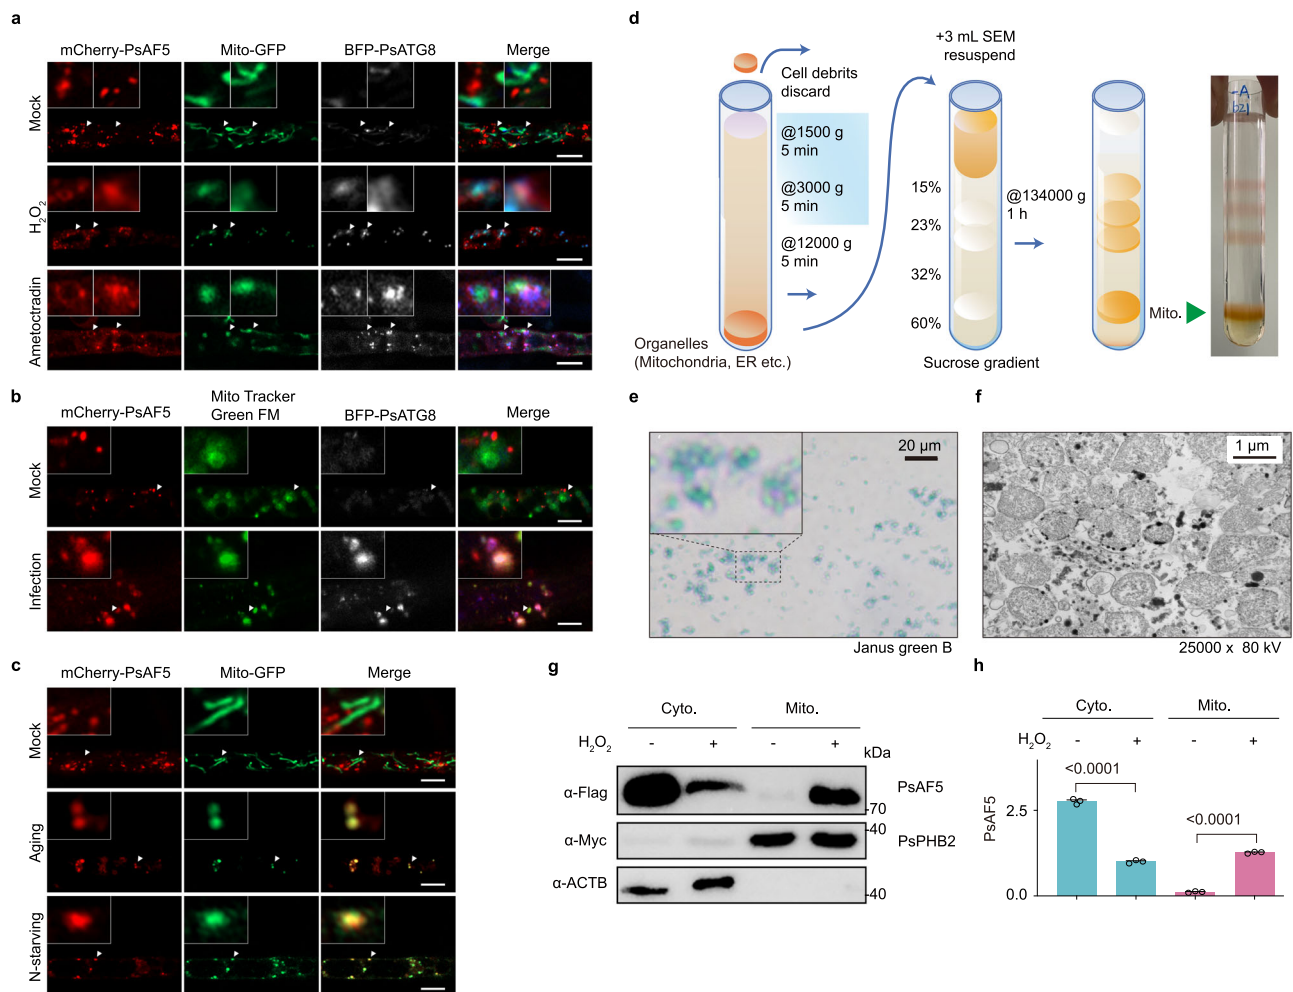 a
mCherry-PsAF5 Mito-GFP BFP-PsATG8 Merge
Mock
H₂O₂
Ametoctradin
b
mCherry-PsAF5 Mito Tracker Green FM BFP-PsATG8 Merge
Mock
Infection
c
mCherry-PsAF5 Mito-GFP Merge
Mock
Aging
N-starving
d
Cell debrits
discard
@1500 g
5 min
@3000 g
5 min
@12000 g
5 min
Organelles
(Mitochondria, ER etc.)
+3 mL SEM
resuspend
15%
23%
32%
60%
Sucrose gradient
@134000 g
1 h
Mito.
e
20 µm
Janus green B
f
1 µm
25000 x 80 kV
g
Cyto. Mito.
H₂O₂ - + - +
kDa
α-Flag PsAF5
-70
-40
α-Myc PsPHB2
α-ACTB
-40
h
Cyto. Mito.
H₂O₂ - + - +
<0.0001
<0.0001
PsAF5
2.5
0.0